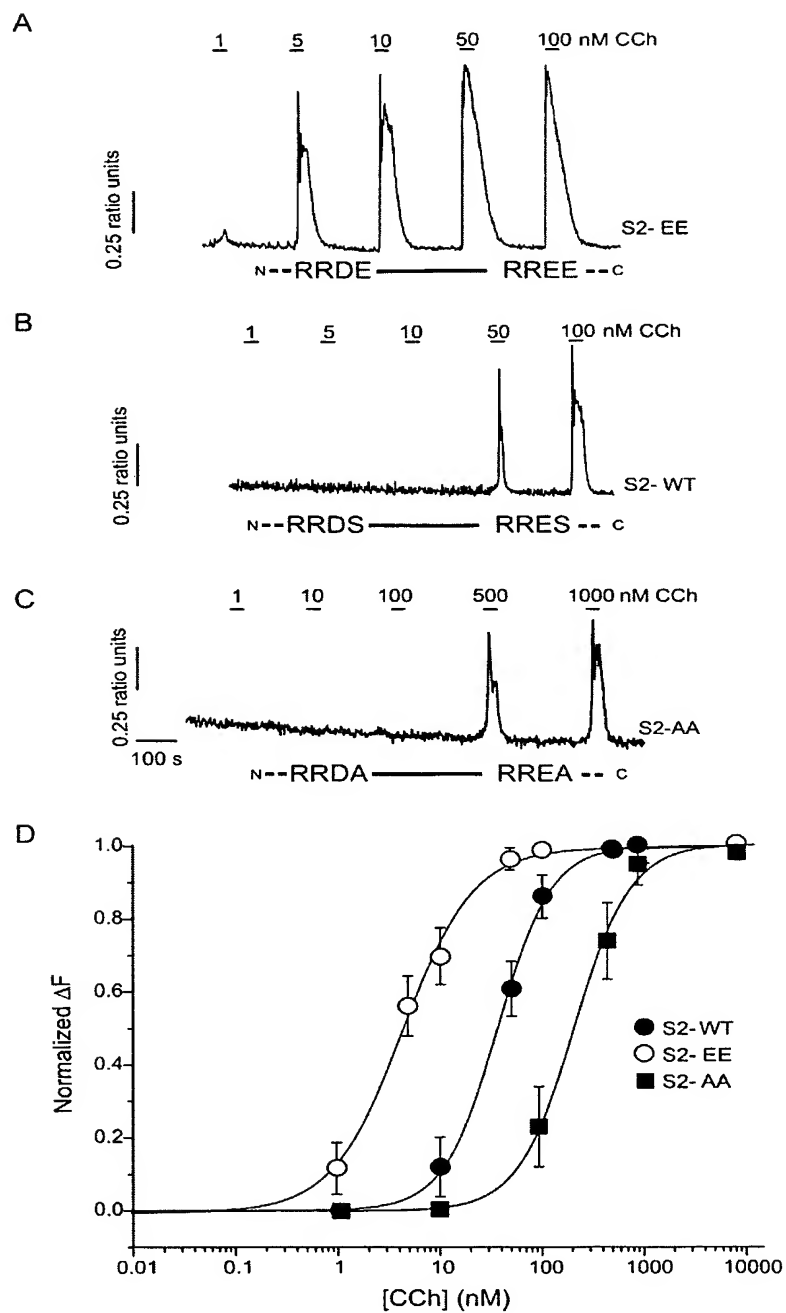 A
1 5 10 50 100 nM CCh
0.25 ratio units
S2- EE
N--RRDE RREE --C
B
1 5 10 50 100 nM CCh
0.25 ratio units
S2- WT
N--RRDS RRES -- C
C
1 10 100 500 1000 nM CCh
0.25 ratio units
S2-AA
100 s
N--RRDA RREA -- C
D
1.0
0.8
0.6
0.4
0.2
0.0
Normalized ΔF
S2-WT
S2- EE
S2- AA
0.01 0.1 1 10 100 1000 10000
[CCh] (nM)